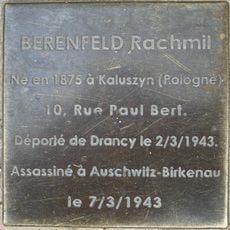 BERENFELD Rachmil
Né en 1875 à Kaluszyn (Pologne)
10, Rue Paul Bert.
Déporté de Drancy le 2/3/1943.
Assassiné à Auschwitz-Birkenau
le 7/3/1943